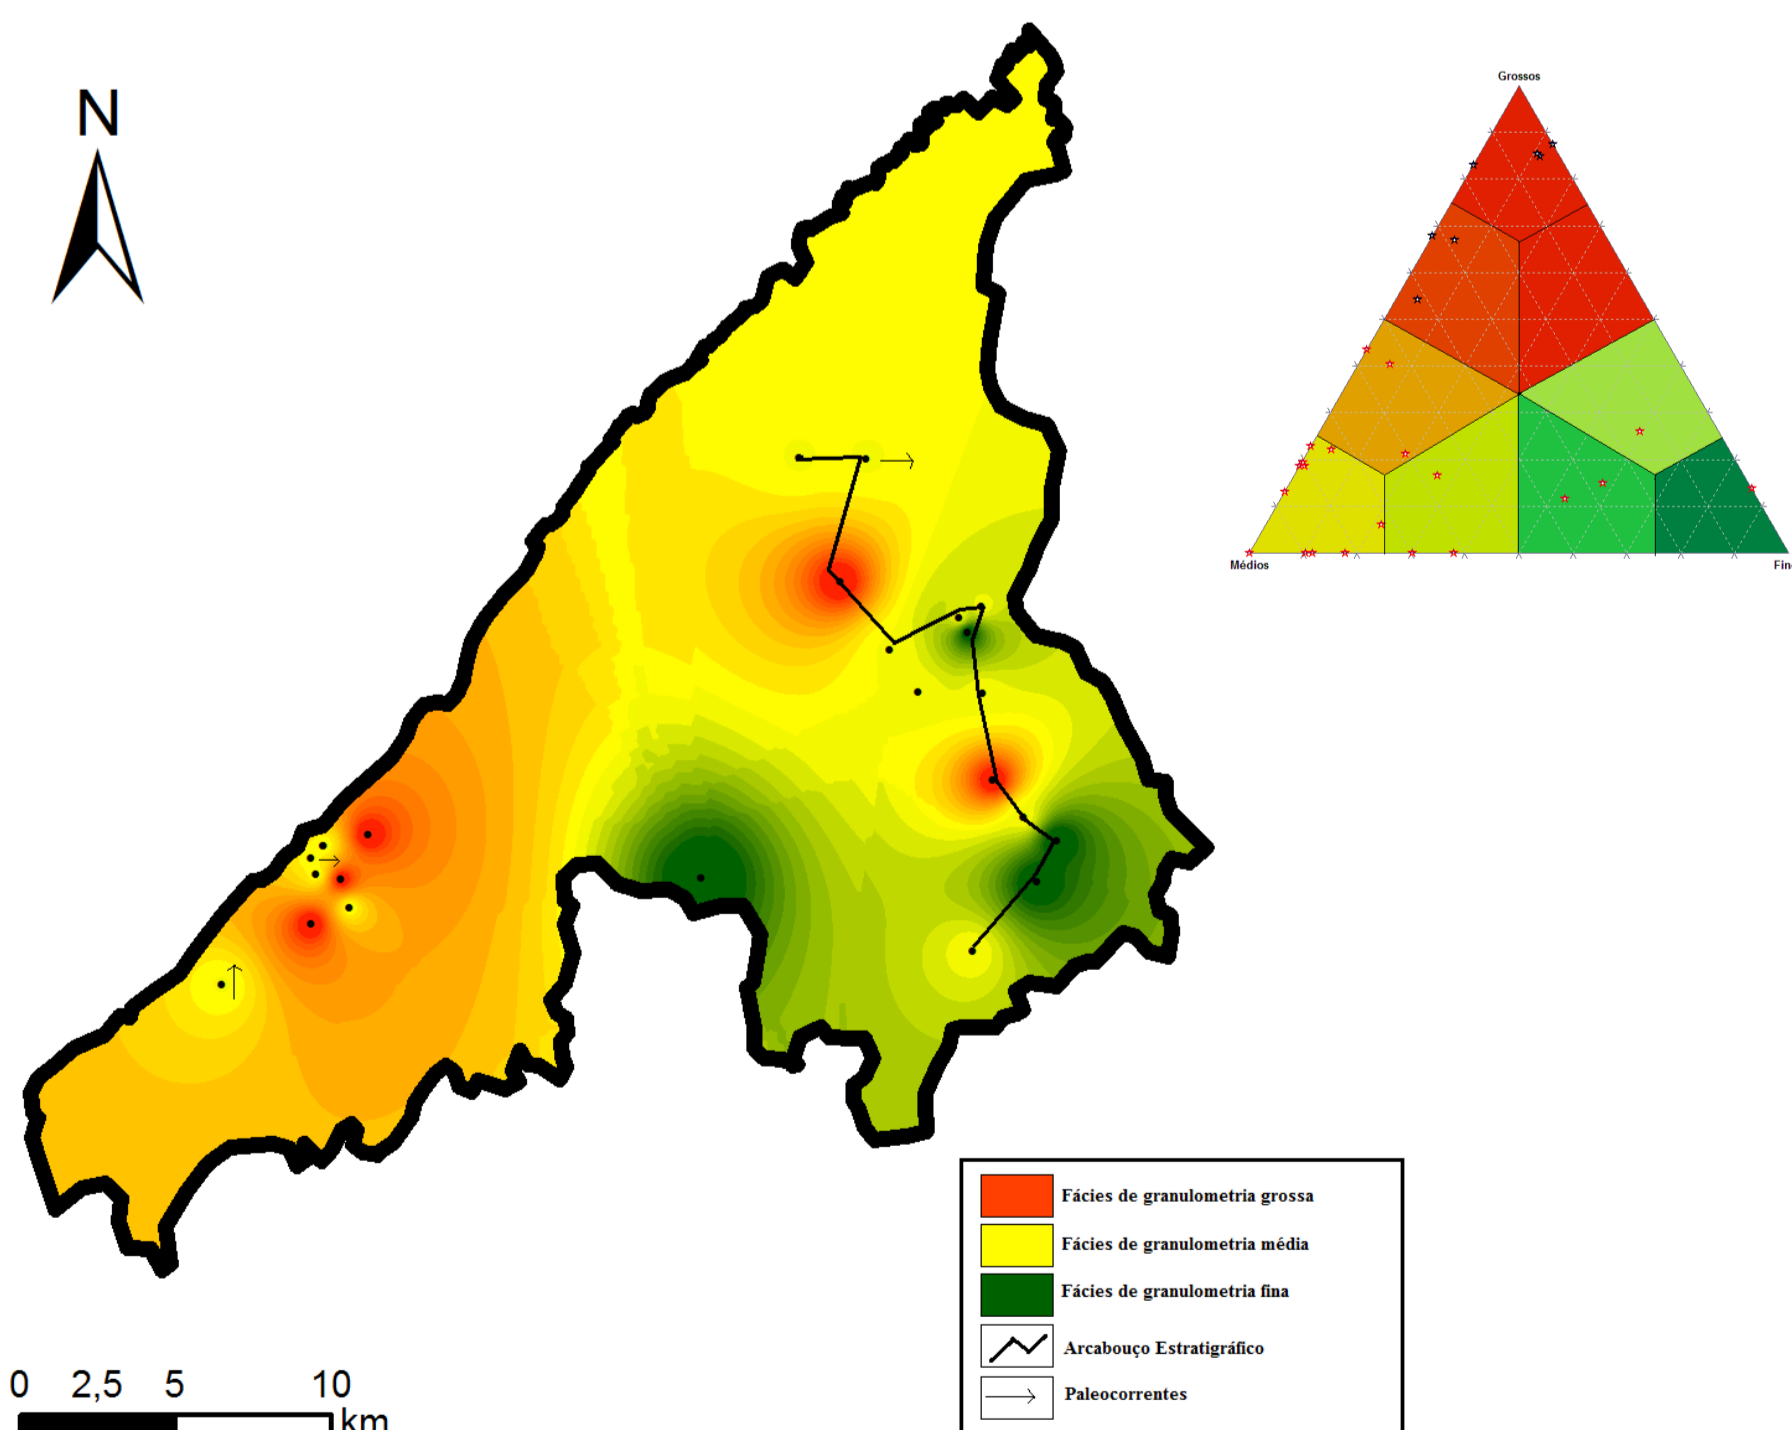 N
Grossos
Médios
Fin
Fácies de granulometria grossa
Fácies de granulometria média
Fácies de granulometria fina
Arcabouço Estratigráfico
Paleocorrentes
0 2,5 5 10
km